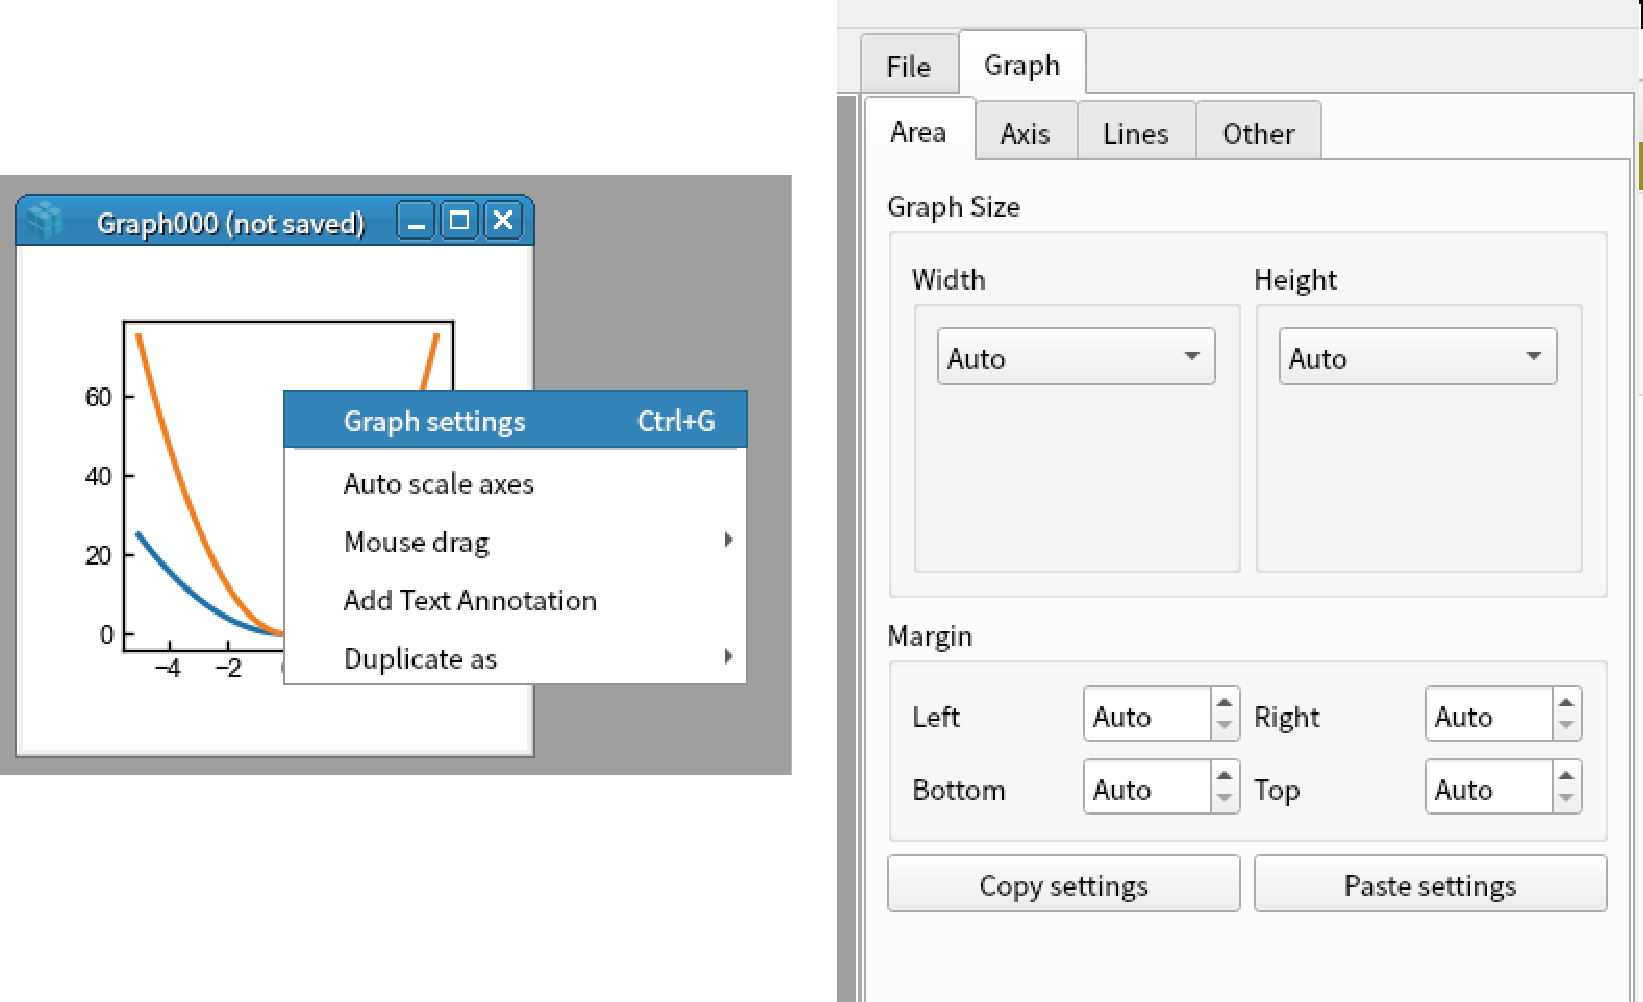 Graph000 (not saved)
60
40
20
0
−4 −2
Graph settings Ctrl+G
Auto scale axes
Mouse drag
Add Text Annotation
Duplicate as
File Graph
Area Axis Lines Other
Graph Size
Width Height
Auto Auto
Margin
Left Auto Right Auto
Bottom Auto Top Auto
Copy settings Paste settings